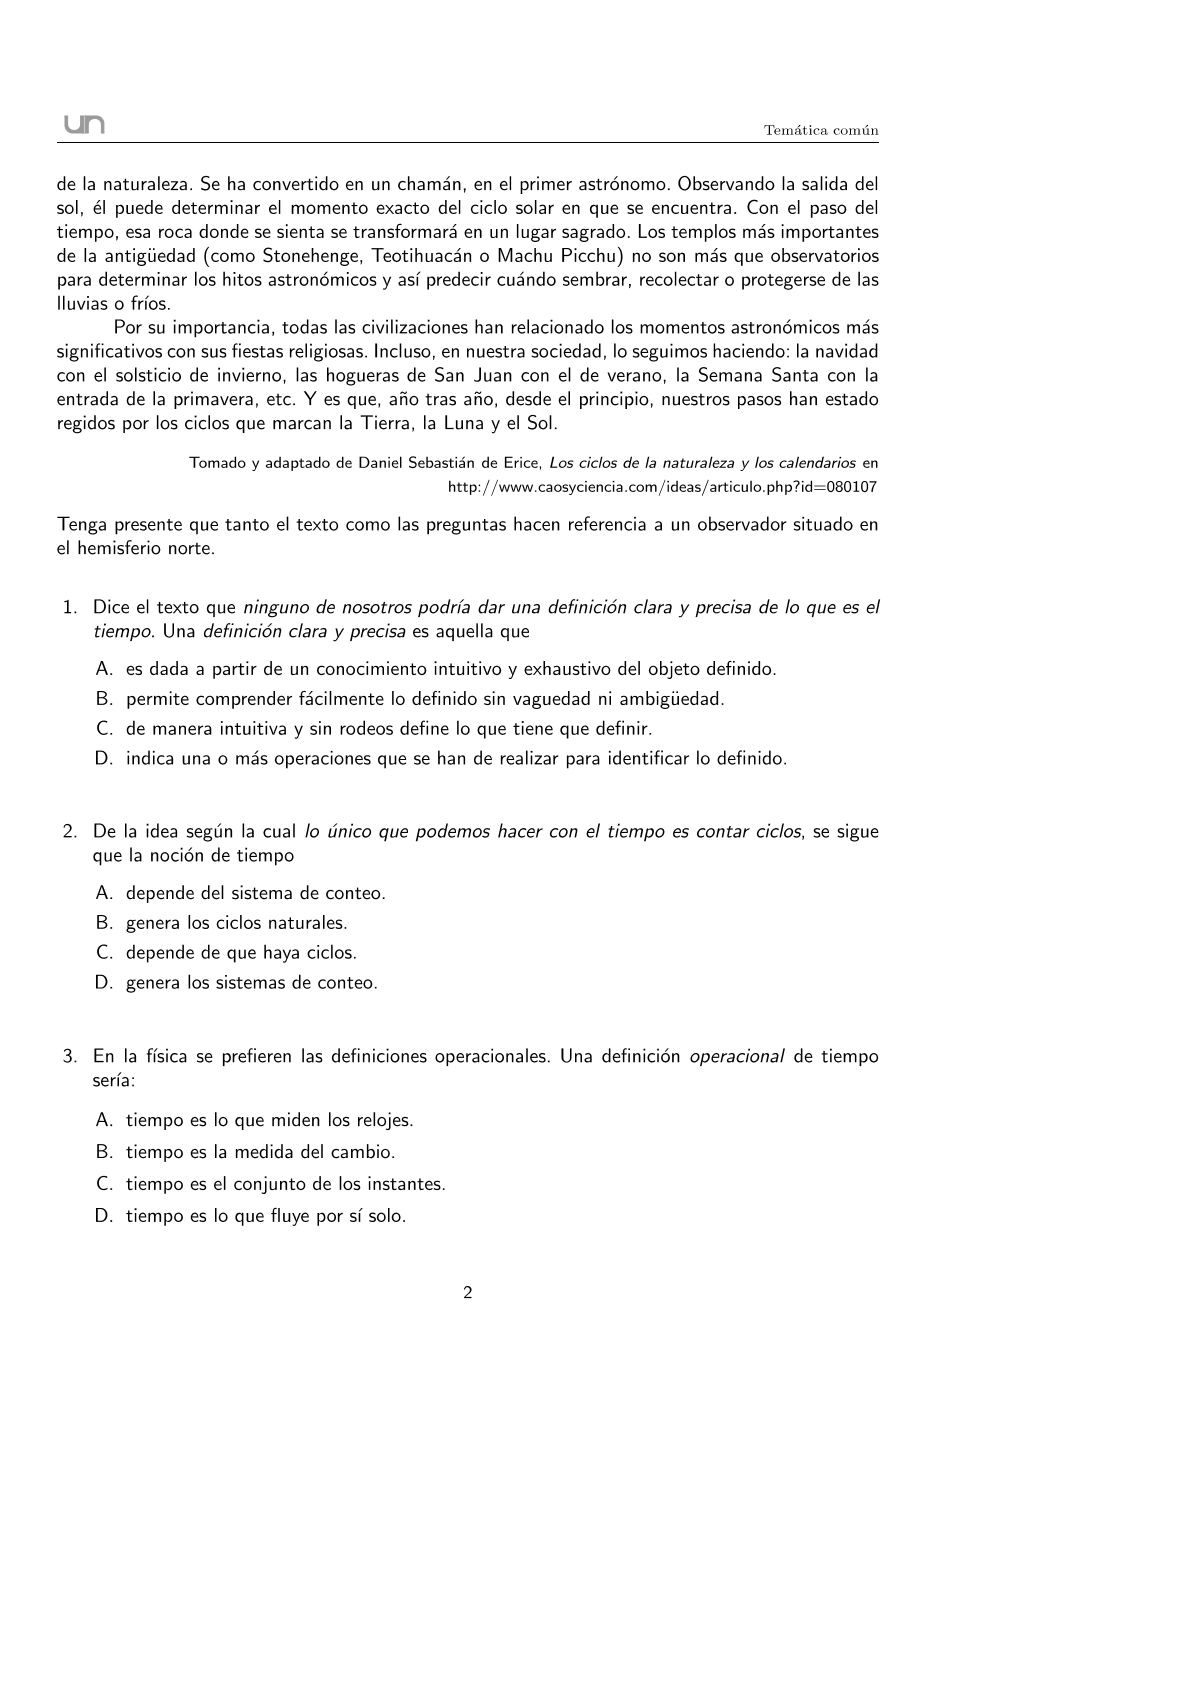 un
Temática común
de la naturaleza. Se ha convertido en un chamán, en el primer astrónomo. Observando la salida del
sol, él puede determinar el momento exacto del ciclo solar en que se encuentra. Con el paso del
tiempo, esa roca donde se sienta se transformará en un lugar sagrado. Los templos más importantes
de la antigüedad (como Stonehenge, Teotihuacán o Machu Picchu) no son más que observatorios
para determinar los hitos astronómicos y así predecir cuándo sembrar, recolectar o protegerse de las
lluvias o fríos.
Por su importancia, todas las civilizaciones han relacionado los momentos astronómicos más
significativos con sus fiestas religiosas. Incluso, en nuestra sociedad, lo seguimos haciendo: la navidad
con el solsticio de invierno, las hogueras de San Juan con el de verano, la Semana Santa con la
entrada de la primavera, etc. Y es que, año tras año, desde el principio, nuestros pasos han estado
regidos por los ciclos que marcan la Tierra, la Luna y el Sol.
Tomado y adaptado de Daniel Sebastián de Erice, Los ciclos de la naturaleza y los calendarios en
http://www.caosyciencia.com/ideas/articulo.php?id=080107
Tenga presente que tanto el texto como las preguntas hacen referencia a un observador situado en
el hemisferio norte.
1. Dice el texto que ninguno de nosotros podría dar una definición clara y precisa de lo que es el
tiempo. Una definición clara y precisa es aquella que
A. es dada a partir de un conocimiento intuitivo y exhaustivo del objeto definido.
B. permite comprender fácilmente lo definido sin vaguedad ni ambigüedad.
C. de manera intuitiva y sin rodeos define lo que tiene que definir.
D. indica una o más operaciones que se han de realizar para identificar lo definido.
2. De la idea según la cual lo único que podemos hacer con el tiempo es contar ciclos, se sigue
que la noción de tiempo
A. depende del sistema de conteo.
B. genera los ciclos naturales.
C. depende de que haya ciclos.
D. genera los sistemas de conteo.
3. En la física se prefieren las definiciones operacionales. Una definición operacional de tiempo
sería:
A. tiempo es lo que miden los relojes.
B. tiempo es la medida del cambio.
C. tiempo es el conjunto de los instantes.
D. tiempo es lo que fluye por sí solo.
2